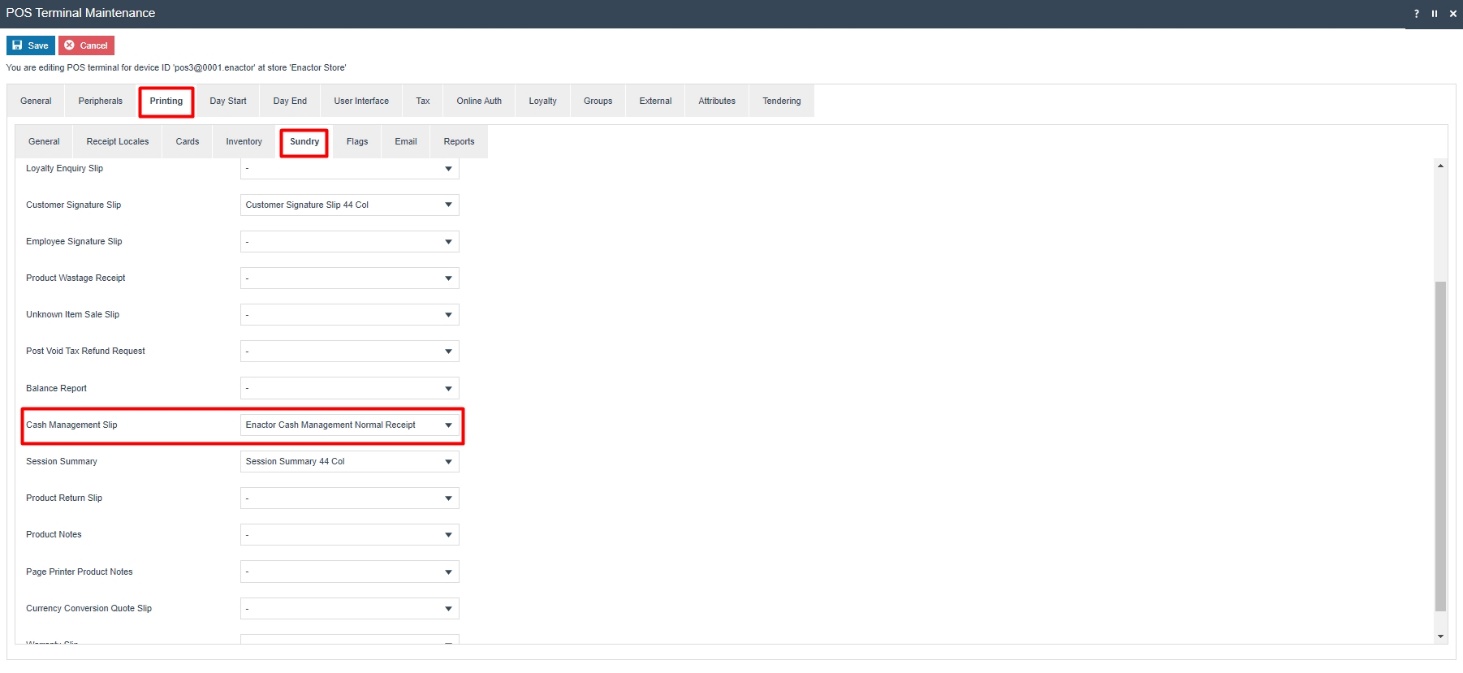 POS Terminal Maintenance
?
Save Cancel
You are editing POS terminal for device ID 'pos3@0001.enactor' at store 'Enactor Store'
General Peripherals Printing Day Start Day End User Interface Tax Online Auth Loyalty Groups External Attributes Tendering
General Receipt Locales Cards Inventory Sundry Flags Email Reports
Loyalty Enquiry Slip -
Customer Signature Slip Customer Signature Slip 44 Col
Employee Signature Slip -
Product Wastage Receipt -
Unknown Item Sale Slip -
Post Void Tax Refund Request -
Balance Report -
Cash Management Slip Enactor Cash Management Normal Receipt
Session Summary Session Summary 44 Col
Product Return Slip -
Product Notes -
Page Printer Product Notes -
Currency Conversion Quote Slip -
Warranty Slip